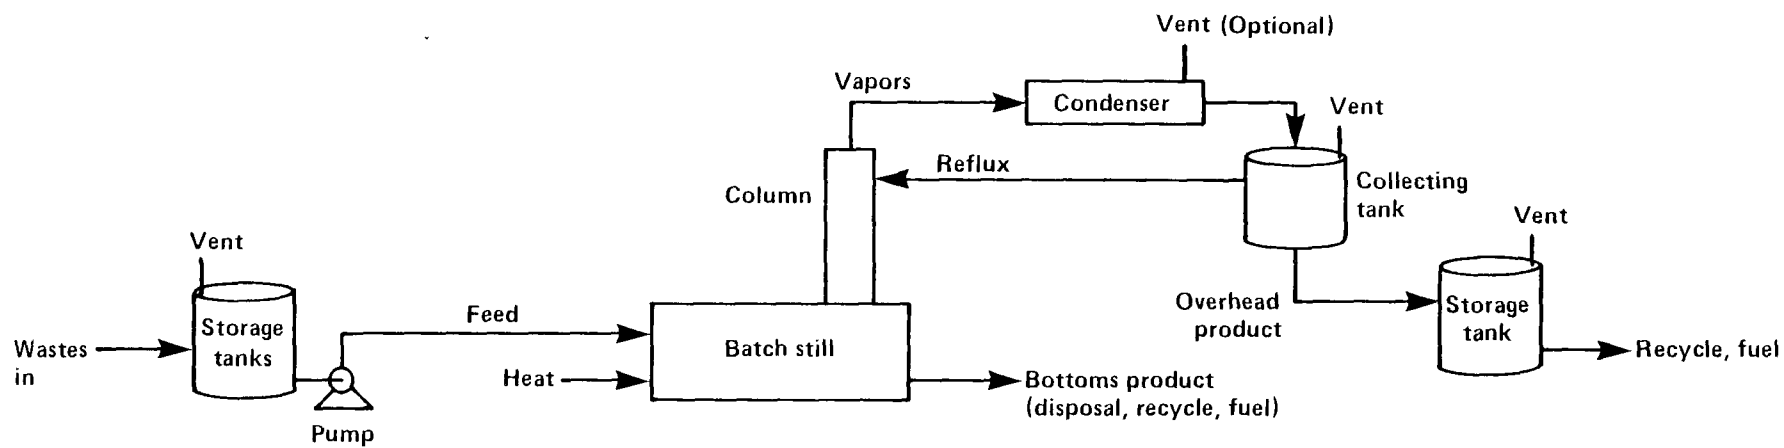 Vent (Optional)
Vapors
Condenser
Vent
Reflux
Column
Collecting
tank
Vent
Vent
Storage
tanks
Wastes
in
Pump
Feed
Heat
Batch still
Bottoms product
(disposal, recycle, fuel)
Overhead
product
Storage
tank
Recycle, fuel